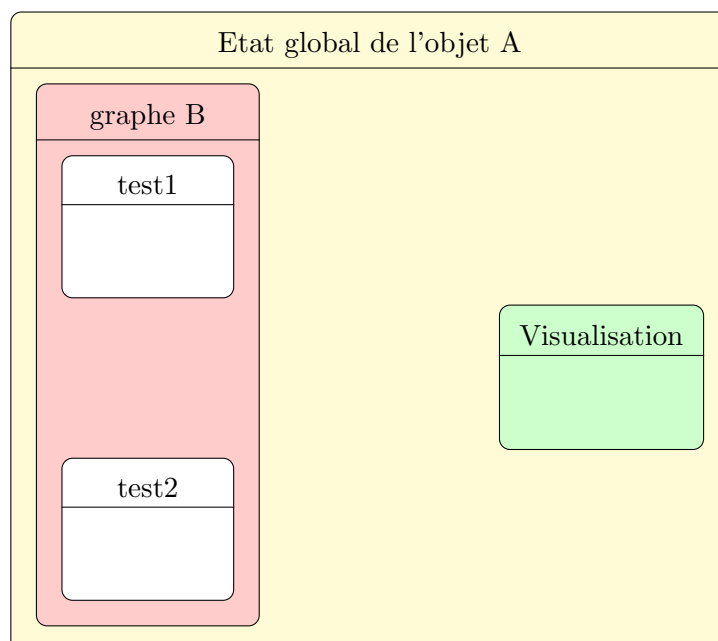 Etat global de l'objet A
graphe B
test1
Visualisation
test2